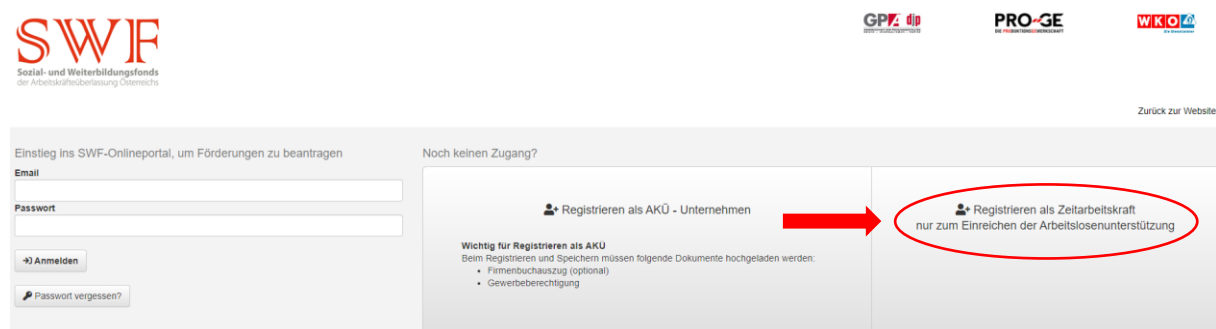 SWF
Sozial- und Weiterbildungsfonds
der Arbeitskräfteüberlassung Österreichs
GPA djp
PRO-GE
DIE PRODUKTIONSGEWERKSCHAFT
WKO
Zurück zur Website
Einstieg ins SWF-Onlineportal, um Förderungen zu beantragen
Email
Passwort
Anmelden
Passwort vergessen?
Noch keinen Zugang?
Registrieren als AKÜ - Unternehmen
Wichtig für Registrieren als AKÜ
Beim Registrieren und Speichern müssen folgende Dokumente hochgeladen werden:
• Firmenbuchauszug (optional)
• Gewerbeberechtigung
Registrieren als Zeitarbeitskraft
nur zum Einreichen der Arbeitslosenunterstützung